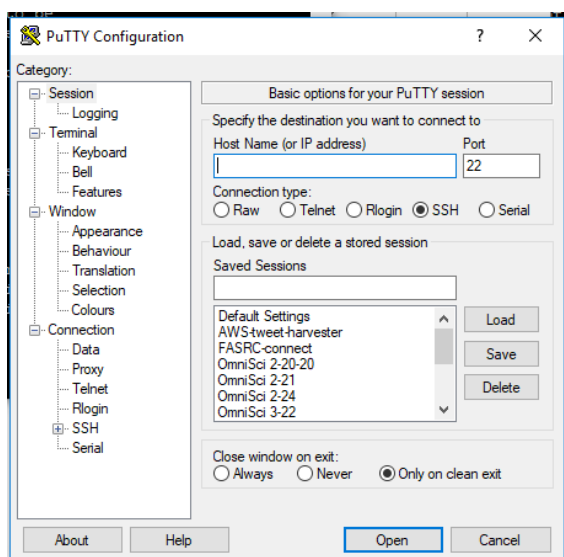 PuTTY Configuration
?
Category:
Session
Logging
Terminal
Keyboard
Bell
Features
Window
Appearance
Behaviour
Translation
Selection
Colours
Connection
Data
Proxy
Telnet
Rlogin
SSH
Serial
Basic options for your PuTTY session
Specify the destination you want to connect to
Host Name (or IP address) Port
22
Connection type:
Raw Telnet Rlogin SSH Serial
Load, save or delete a stored session
Saved Sessions
Default Settings
AWS-tweet-harvester
FASRC-connect
OmniSci 2-20-20
OmniSci 2-21
OmniSci 2-24
OmniSci 3-22
Load
Save
Delete
Close window on exit:
Always Never Only on clean exit
About Help Open Cancel